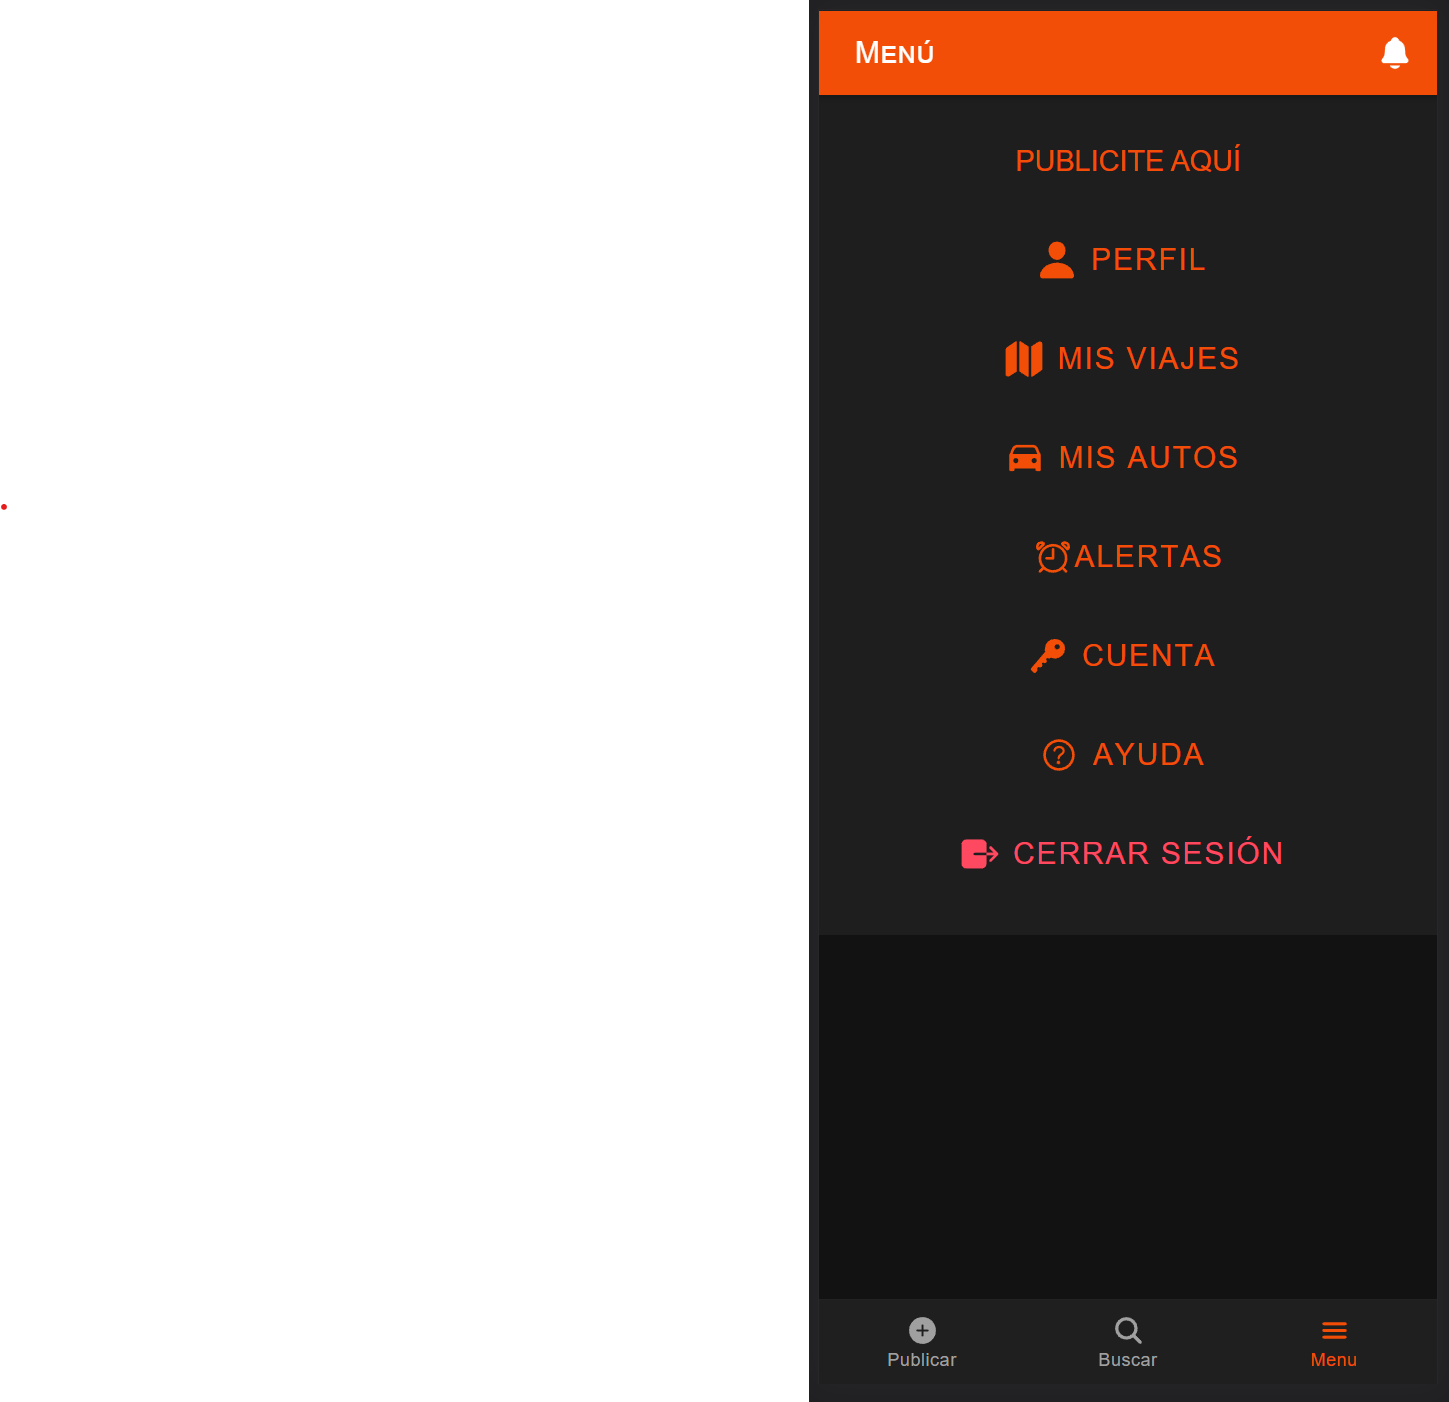 Menú
PUBLICITE AQUÍ
PERFIL
MIS VIAJES
MIS AUTOS
ALERTAS
CUENTA
AYUDA
CERRAR SESIÓN
Publicar
Buscar
Menu